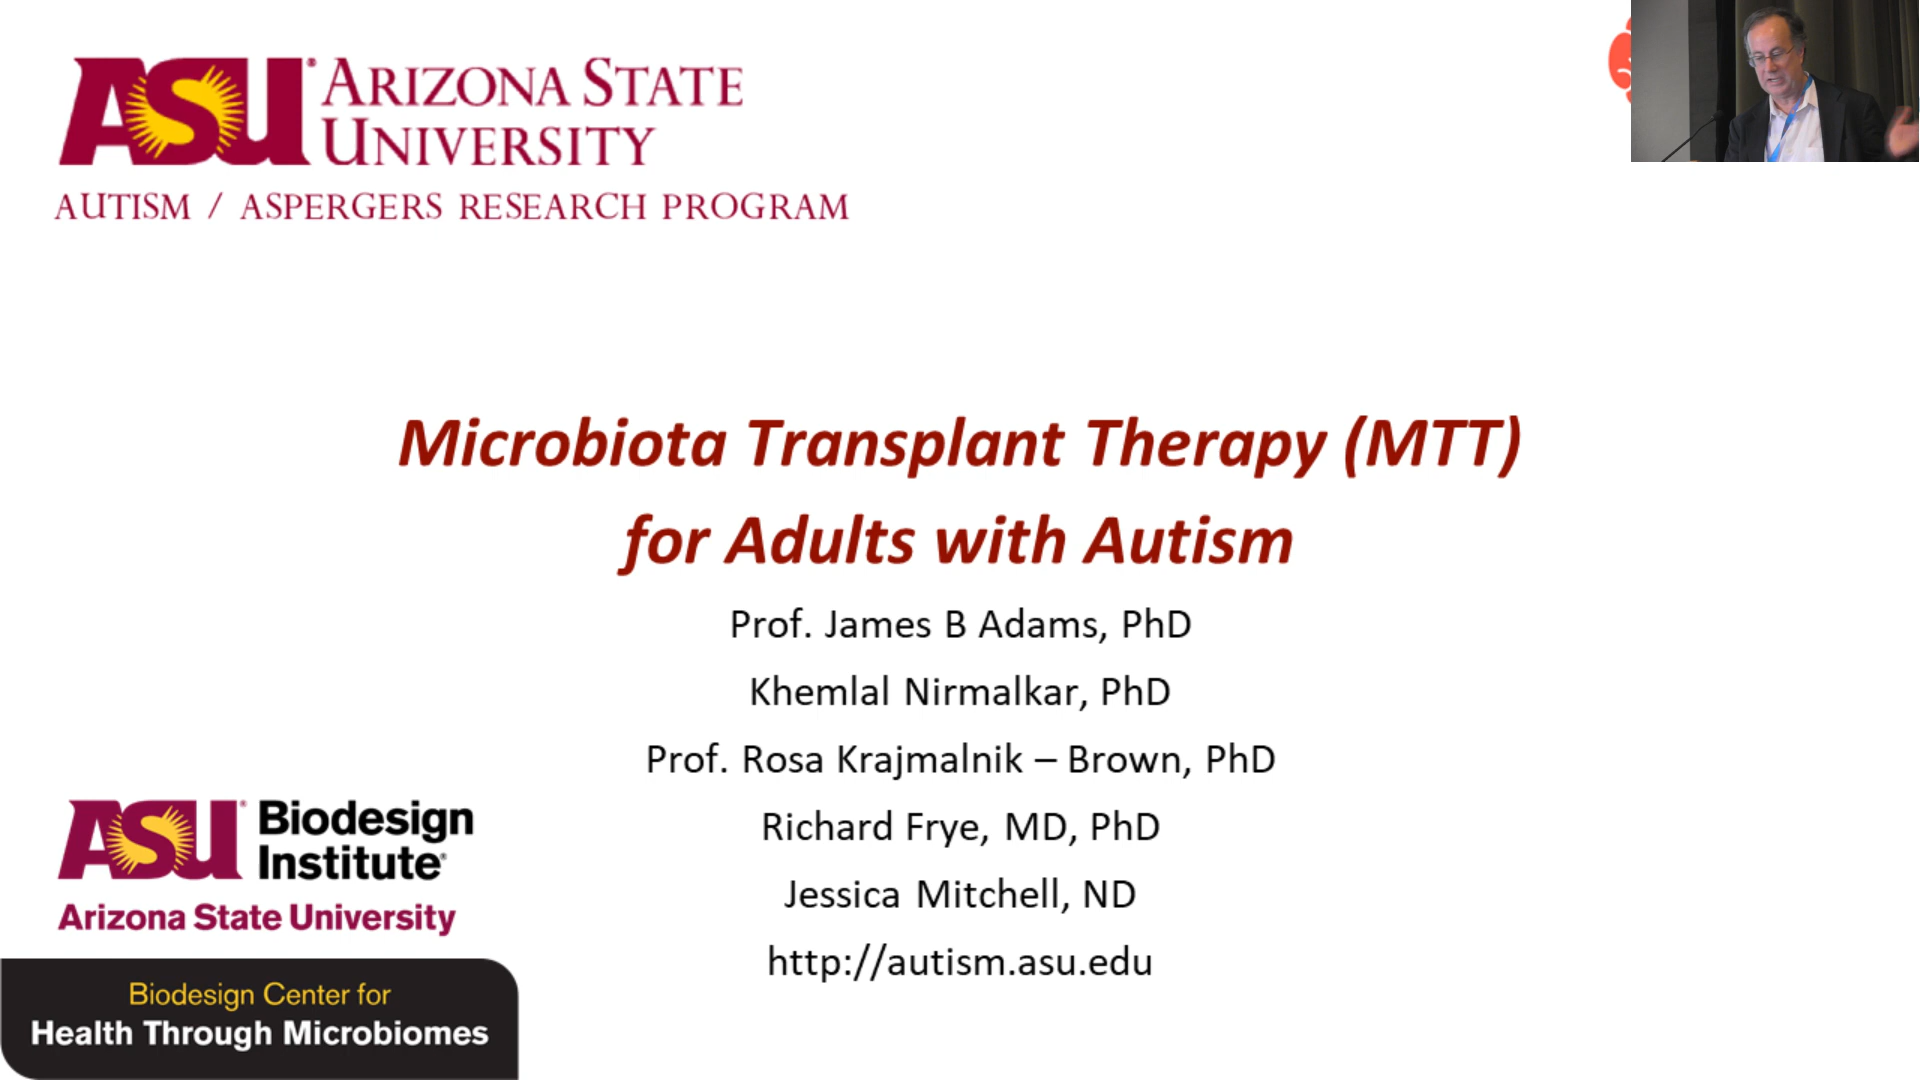 ASU® ARIZONA STATE
UNIVERSITY
AUTISM / ASPERGERS RESEARCH PROGRAM
Microbiota Transplant Therapy (MTT)
for Adults with Autism
Prof. James B Adams, PhD
Khemlal Nirmalkar, PhD
Prof. Rosa Krajmalnik – Brown, PhD
Richard Frye, MD, PhD
Jessica Mitchell, ND
http://autism.asu.edu
ASU® Biodesign
Institute®
Arizona State University
Biodesign Center for
Health Through Microbiomes